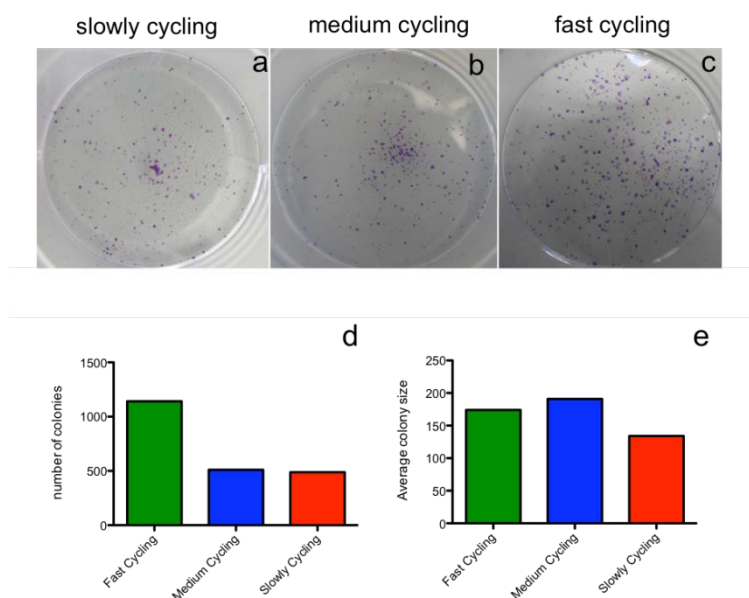 slowly cycling medium cycling fast cycling
a b c
d e
number of colonies
1500
1000
500
0
Fast Cycling
Medium Cycling
Slowly Cycling
Average colony size
250
200
150
100
50
0
Fast Cycling
Medium Cycling
Slowly Cycling